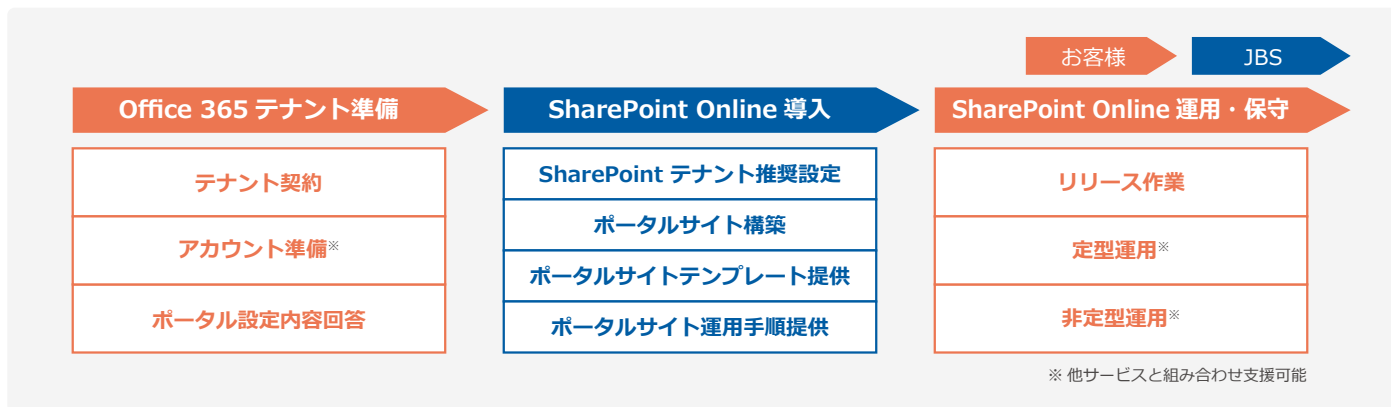 お客様
JBS
Office 365 テナント準備
テナント契約
アカウント準備※
ポータル設定内容回答
SharePoint Online 導入
SharePoint テナント推奨設定
ポータルサイト構築
ポータルサイトテンプレート提供
ポータルサイト運用手順提供
SharePoint Online 運用・保守
リリース作業
定型運用※
非定型運用※
※ 他サービスと組み合わせ支援可能